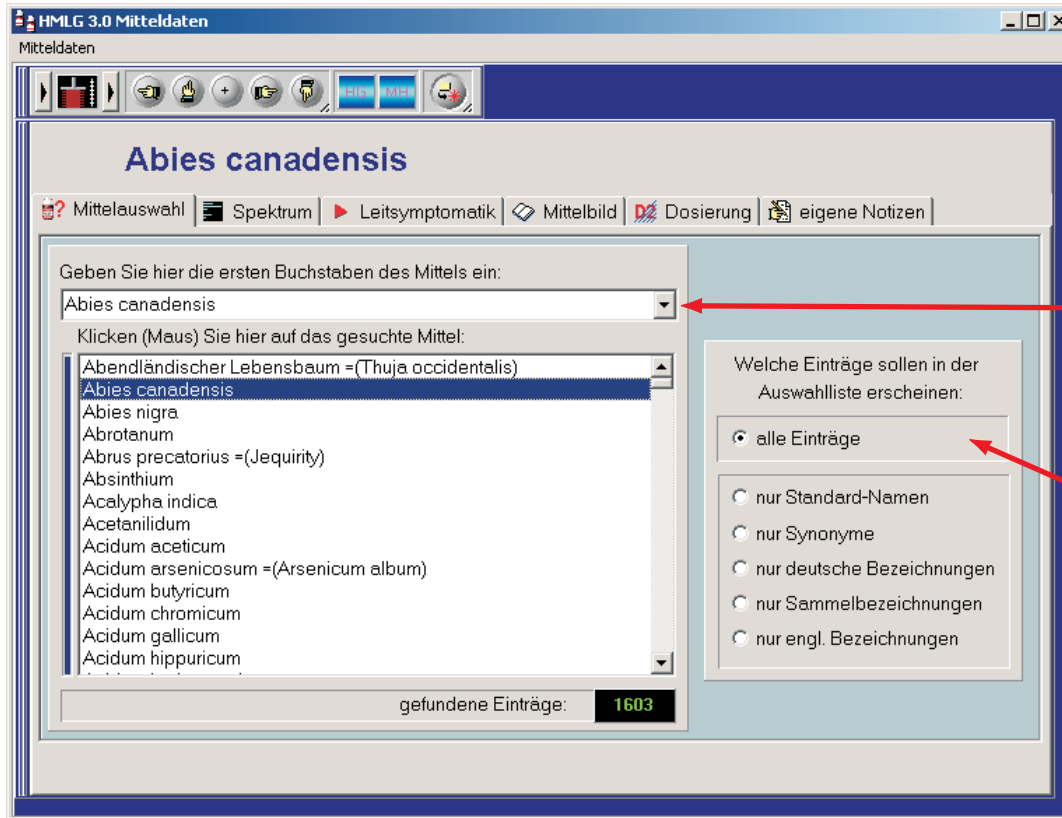 HMLG 3.0 Mitteldaten
Mitteldaten
HG MH
Abies canadensis
Mittelauswahl Spektrum Leitsymptomatik Mittelbild D2 Dosierung eigene Notizen
Geben Sie hier die ersten Buchstaben des Mittels ein:
Abies canadensis
Klicken (Maus) Sie hier auf das gesuchte Mittel:
Abendländischer Lebensbaum =(Thuja occidentalis)
Abies canadensis
Abies nigra
Abrotanum
Abrus precatorius =(Jequirity)
Absinthium
Acalypha indica
Acetanilidum
Acidum aceticum
Acidum arsenicosum =(Arsenicum album)
Acidum butyricum
Acidum chromicum
Acidum gallicum
Acidum hippuricum
gefundene Einträge: 1603
Welche Einträge sollen in der
Auswahlliste erscheinen:
alle Einträge
nur Standard-Namen
nur Synonyme
nur deutsche Bezeichnungen
nur Sammelbezeichnungen
nur engl. Bezeichnungen